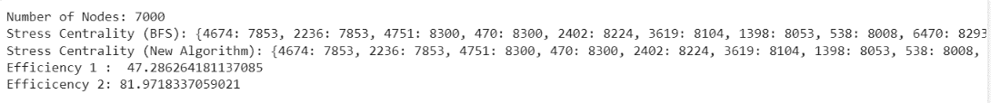 Number of Nodes: 7000
Stress Centrality (BFS): {4674: 7853, 2236: 7853, 4751: 8300, 470: 8300, 2402: 8224, 3619: 8104, 1398: 8053, 538: 8008, 6470: 8293
Stress Centrality (New Algorithm): {4674: 7853, 2236: 7853, 4751: 8300, 470: 8300, 2402: 8224, 3619: 8104, 1398: 8053, 538: 8008,
Efficiency 1 :  47.286264181137085
Efficicency 2: 81.9718337059021